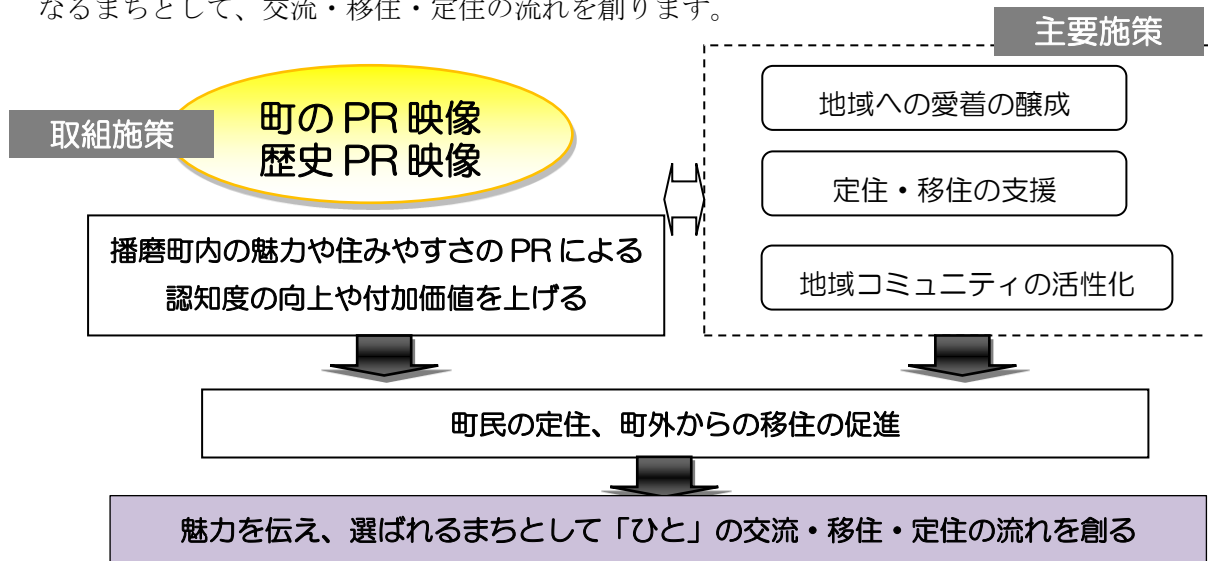 なるまちとして、交流・移住・定住の流れを創ります。
主要施策
取組施策
町の PR 映像
歴史 PR 映像
播磨町内の魅力や住みやすさの PR による
認知度の向上や付加価値を上げる
地域への愛着の醸成
定住・移住の支援
地域コミュニティの活性化
町民の定住、町外からの移住の促進
魅力を伝え、選ばれるまちとして「ひと」の交流・移住・定住の流れを創る